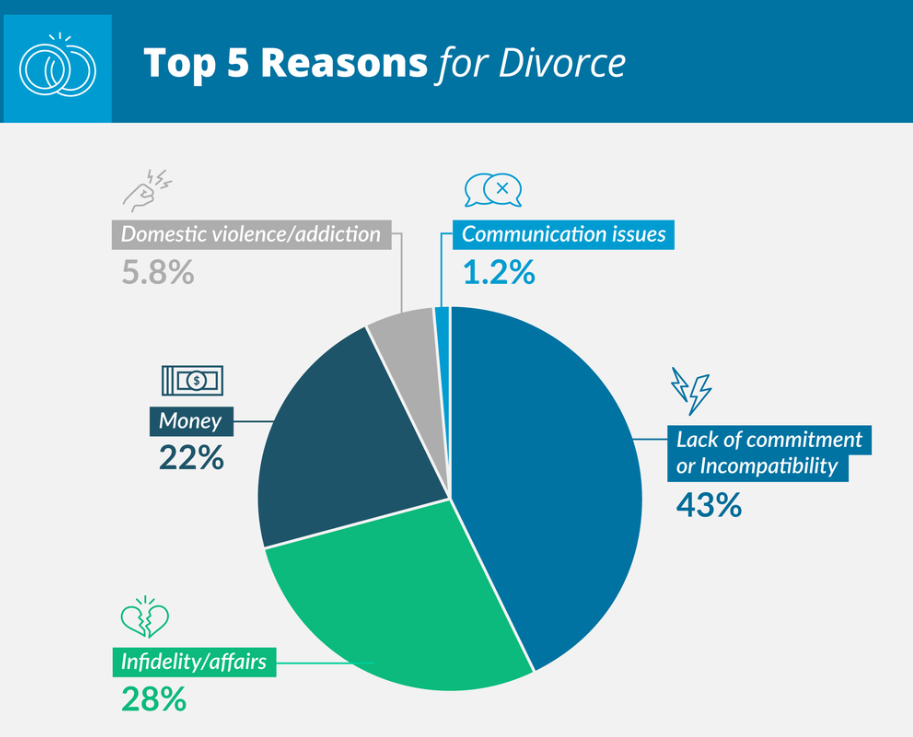 Top 5 Reasons for Divorce
Domestic violence/addiction
5.8%
Communication issues
1.2%
Money
22%
$
Lack of commitment
or Incompatibility
43%
Infidelity/affairs
28%